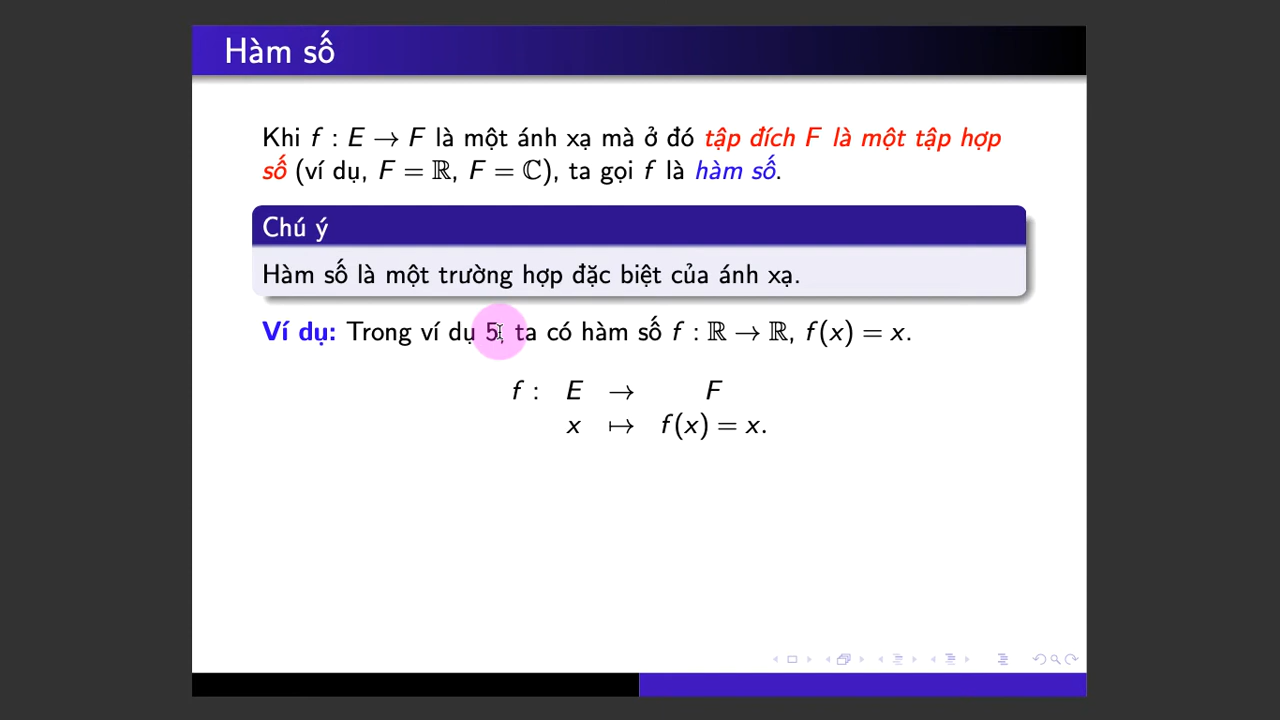 Hàm số
Khi f : E → F là một ánh xạ mà ở đó tập đích F là một tập hợp
số (ví dụ, F = ℝ, F = ℂ), ta gọi f là hàm số.
Chú ý
Hàm số là một trường hợp đặc biệt của ánh xạ.
Ví dụ: Trong ví dụ 5, ta có hàm số f : ℝ → ℝ, f(x) = x.
f : E → F
x ↦ f(x) = x.